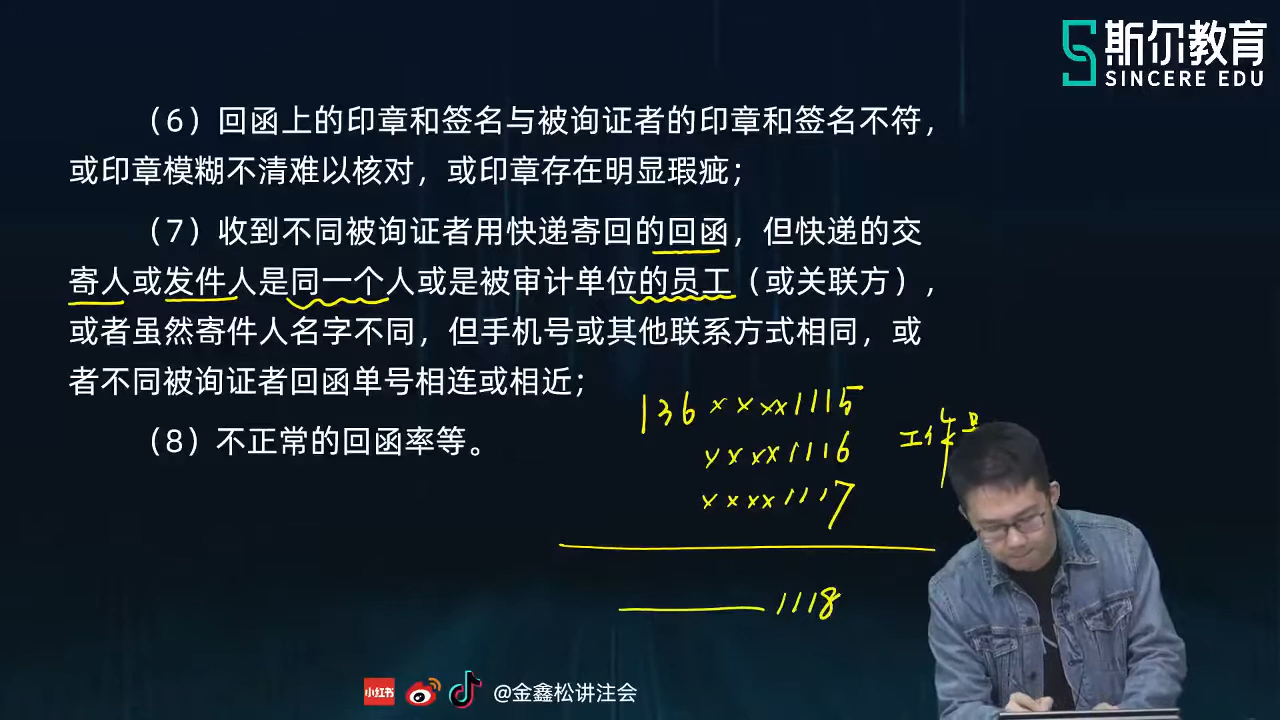 斯尔教育
SINCERE EDU
（6）回函上的印章和签名与被询证者的印章和签名不符，
或印章模糊不清难以核对，或印章存在明显瑕疵；
（7）收到不同被询证者用快递寄回的回函，但快递的交
寄人或发件人是同一个人或是被审计单位的员工（或关联方），
或者虽然寄件人名字不同，但手机号或其他联系方式相同，或
者不同被询证者回函单号相连或相近；
（8）不正常的回函率等。
136 xxxx1115
xxxx1116
xxxx1117
工作
1118
小红书
@金鑫松讲注会